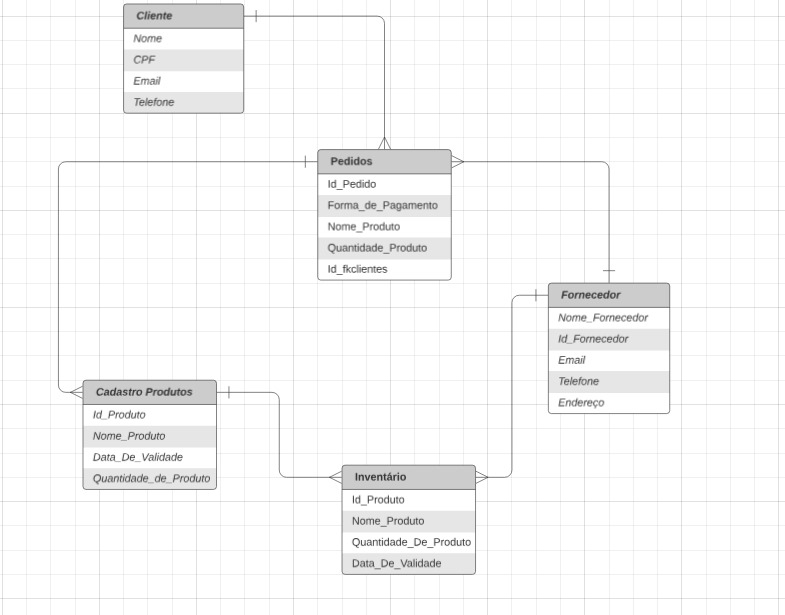 Cliente
Nome
CPF
Email
Telefone
Pedidos
Id_Pedido
Forma_de_Pagamento
Nome_Produto
Quantidade_Produto
Id_fkclientes
Fornecedor
Nome_Fornecedor
Id_Fornecedor
Email
Telefone
Endereço
Cadastro Produtos
Id_Produto
Nome_Produto
Data_De_Validade
Quantidade_de_Produto
Inventário
Id_Produto
Nome_Produto
Quantidade_De_Produto
Data_De_Validade